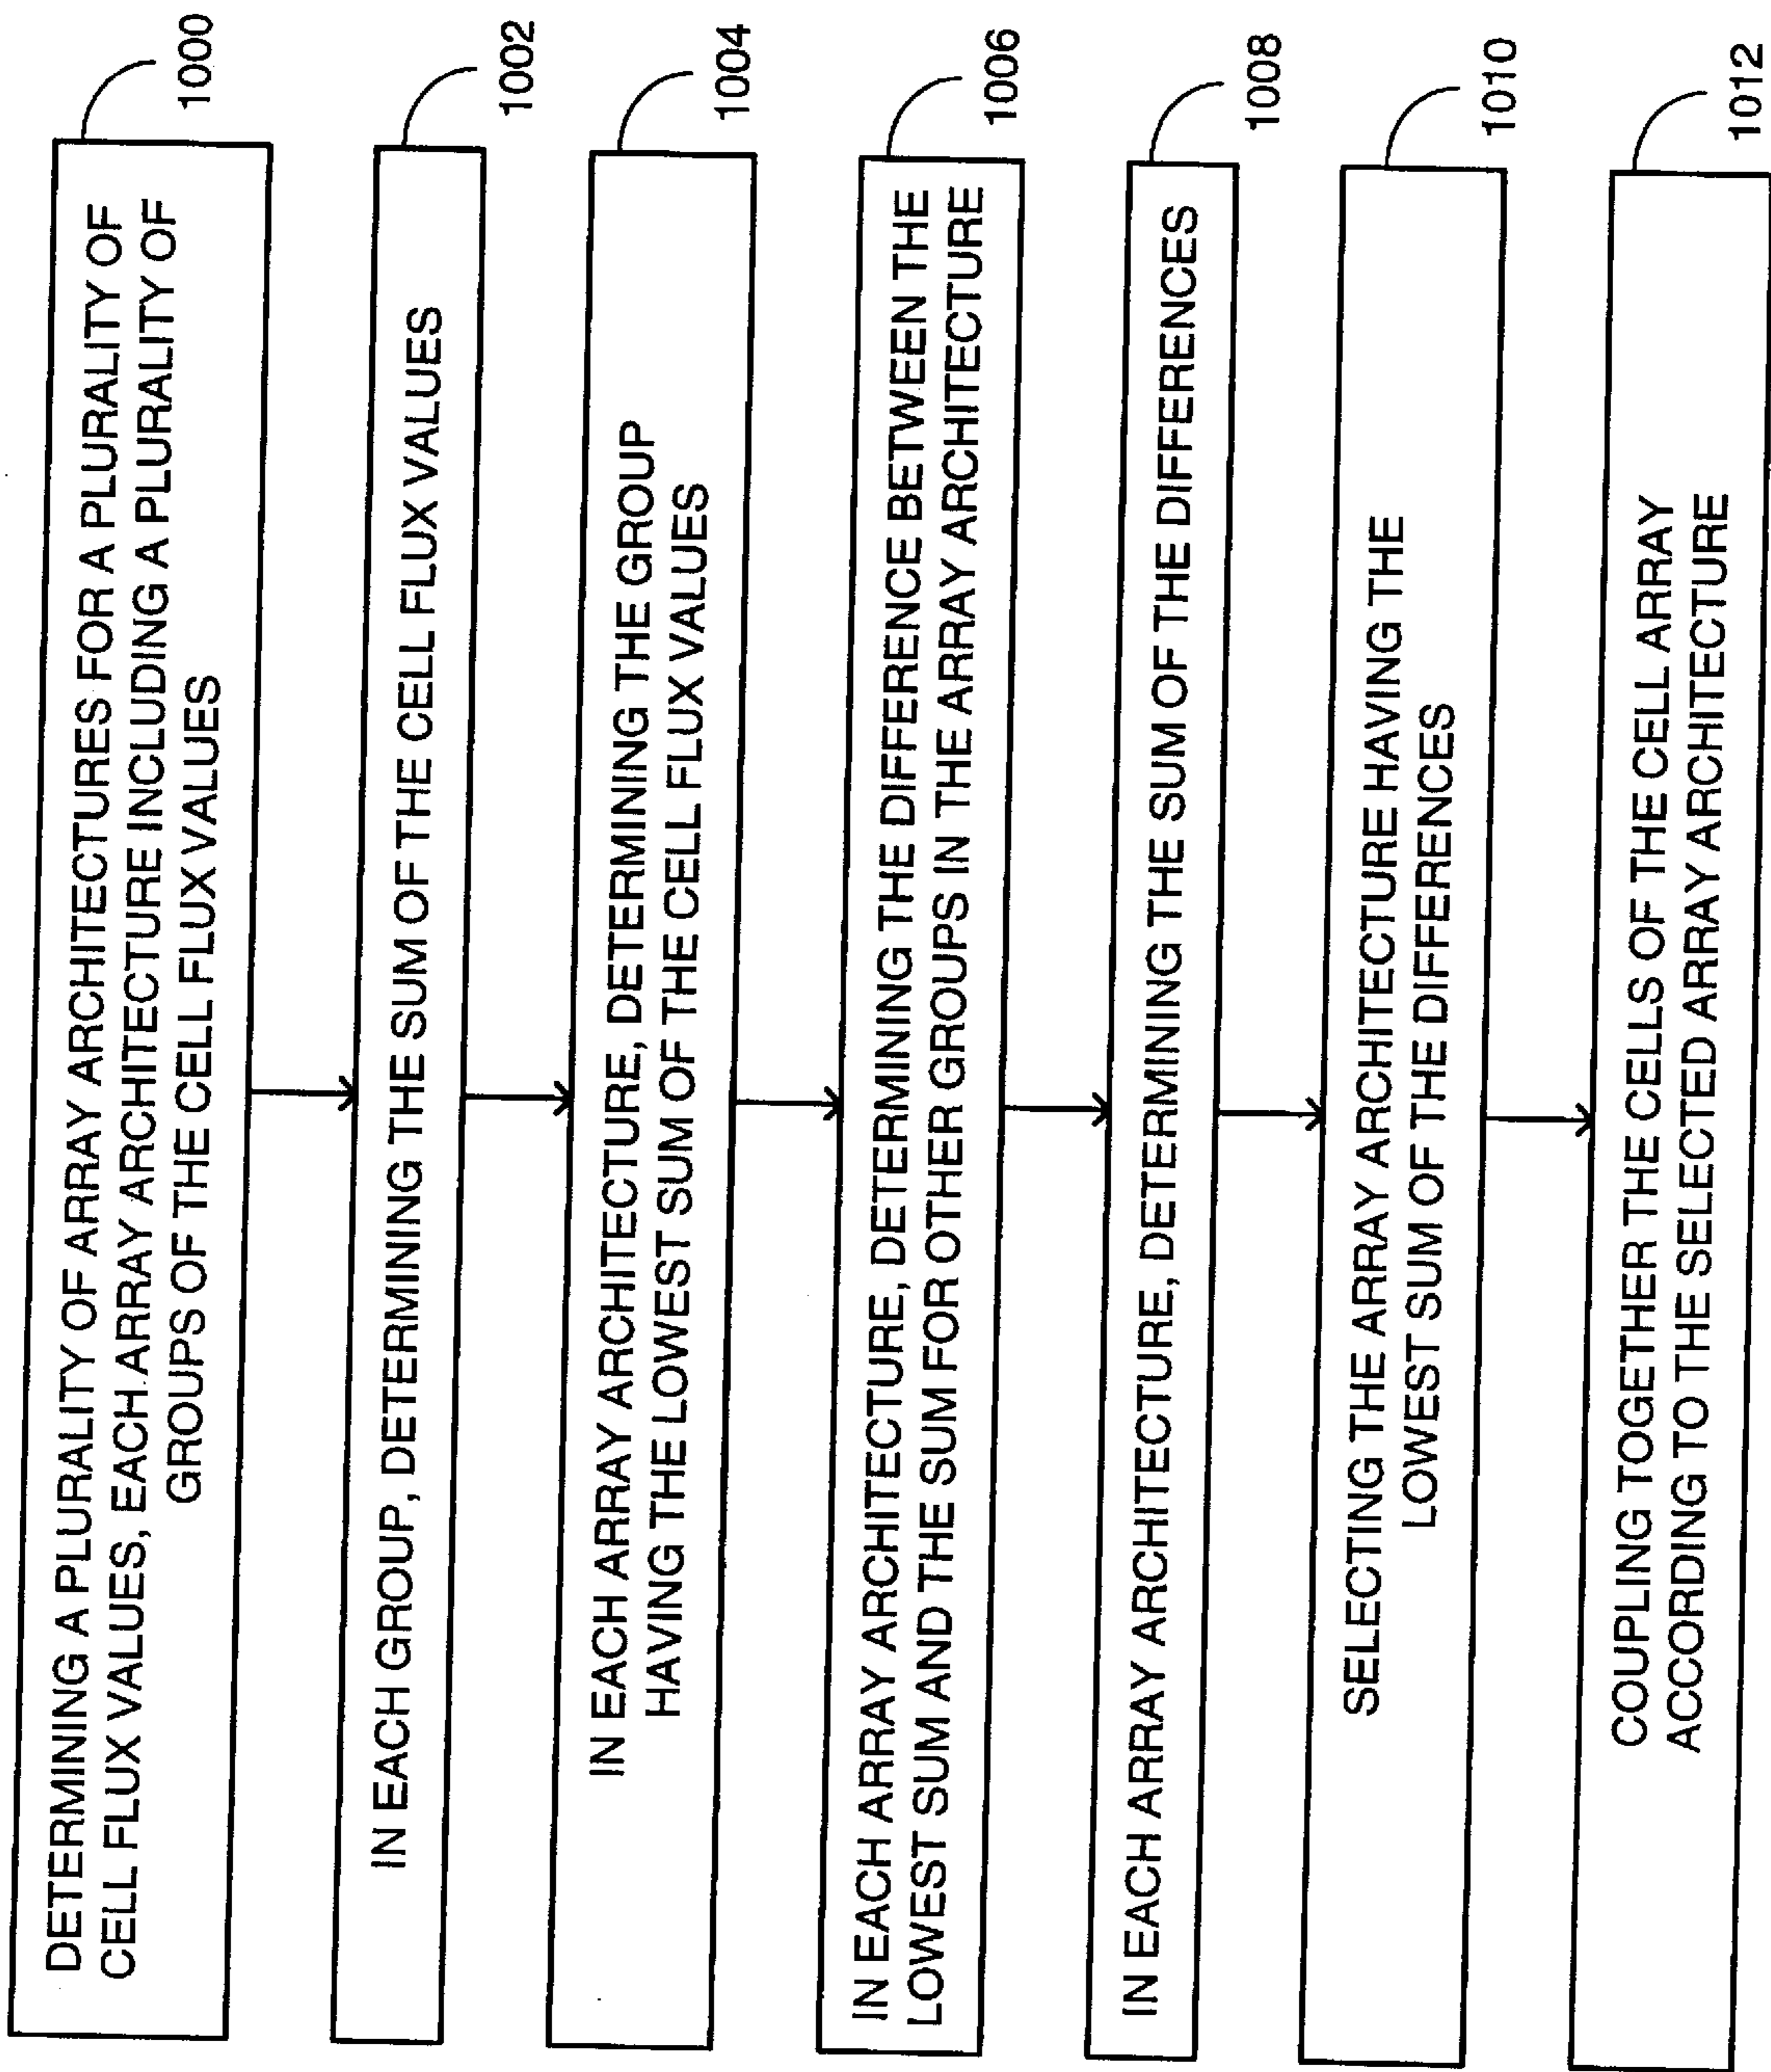 DETERMINING A PLURALITY OF ARRAY ARCHITECTURES FOR A PLURALITY OF
CELL FLUX VALUES, EACH ARRAY ARCHITECTURE INCLUDING A PLURALITY OF
GROUPS OF THE CELL FLUX VALUES
1000
IN EACH GROUP, DETERMINING THE SUM OF THE CELL FLUX VALUES
1002
IN EACH ARRAY ARCHITECTURE, DETERMINING THE GROUP
HAVING THE LOWEST SUM OF THE CELL FLUX VALUES
1004
IN EACH ARRAY ARCHITECTURE, DETERMINING THE DIFFERENCE BETWEEN THE
LOWEST SUM AND THE SUM FOR OTHER GROUPS IN THE ARRAY ARCHITECTURE
1006
IN EACH ARRAY ARCHITECTURE, DETERMINING THE SUM OF THE DIFFERENCES
1008
SELECTING THE ARRAY ARCHITECTURE HAVING THE
LOWEST SUM OF THE DIFFERENCES
1010
COUPLING TOGETHER THE CELLS OF THE CELL ARRAY
ACCORDING TO THE SELECTED ARRAY ARCHITECTURE
1012